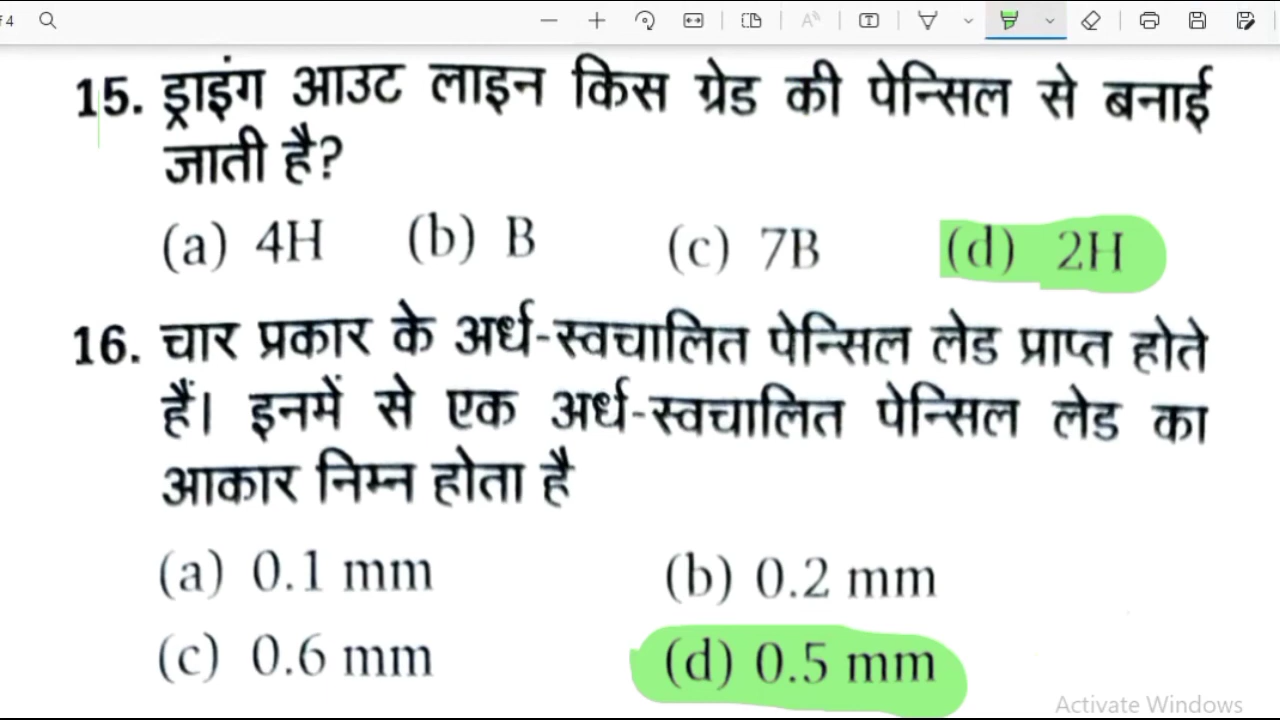 15. ड्राइंग आउट लाइन किस ग्रेड की पेन्सिल से बनाई
जाती है?
(a) 4H (b) B (c) 7B (d) 2H
16. चार प्रकार के अर्ध-स्वचालित पेन्सिल लेड प्राप्त होते
हैं। इनमें से एक अर्ध-स्वचालित पेन्सिल लेड का
आकार निम्न होता है
(a) 0.1 mm (b) 0.2 mm
(c) 0.6 mm (d) 0.5 mm
Activate Windows